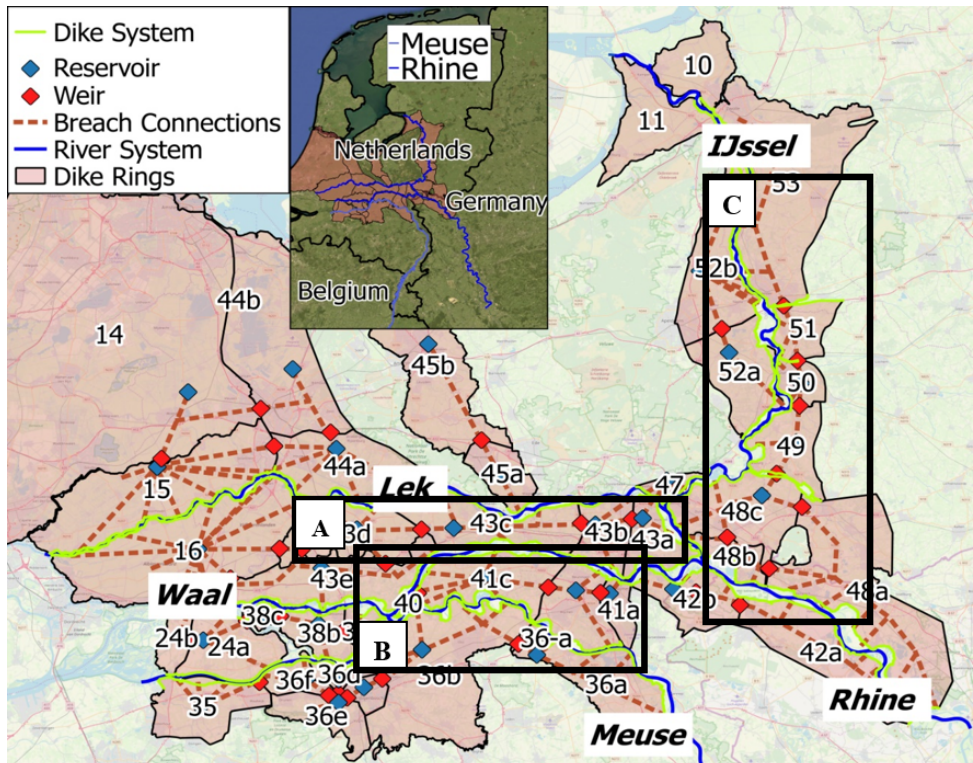 Dike System
Reservoir
Weir
Breach Connections
River System
Dike Rings
Meuse
Rhine
Netherlands
Germany
Belgium
10
11
IJssel
53
C
52b
51
52a
50
49
44b
14
45b
45a
44a
15
Lek
47
48c
A
3d
43c
43b
43a
48b
16
43e
41c
42b
48a
Waal
40
41a
38c
38b
3
B
36-a
24b
24a
42a
36f
36d
36b
36a
35
36e
Rhine
Meuse